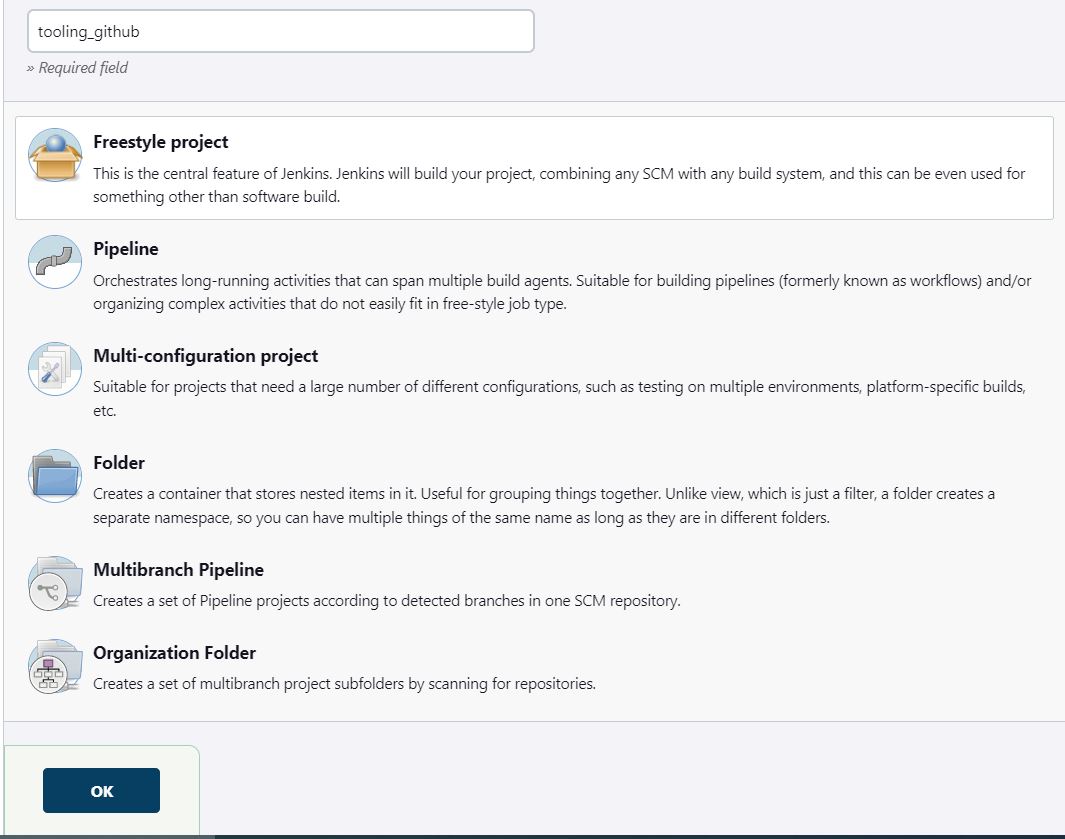 tooling_github
» Required field
Freestyle project
This is the central feature of Jenkins. Jenkins will build your project, combining any SCM with any build system, and this can be even used for
something other than software build.
Pipeline
Orchestrates long-running activities that can span multiple build agents. Suitable for building pipelines (formerly known as workflows) and/or
organizing complex activities that do not easily fit in free-style job type.
Multi-configuration project
Suitable for projects that need a large number of different configurations, such as testing on multiple environments, platform-specific builds,
etc.
Folder
Creates a container that stores nested items in it. Useful for grouping things together. Unlike view, which is just a filter, a folder creates a
separate namespace, so you can have multiple things of the same name as long as they are in different folders.
Multibranch Pipeline
Creates a set of Pipeline projects according to detected branches in one SCM repository.
Organization Folder
Creates a set of multibranch project subfolders by scanning for repositories.
OK